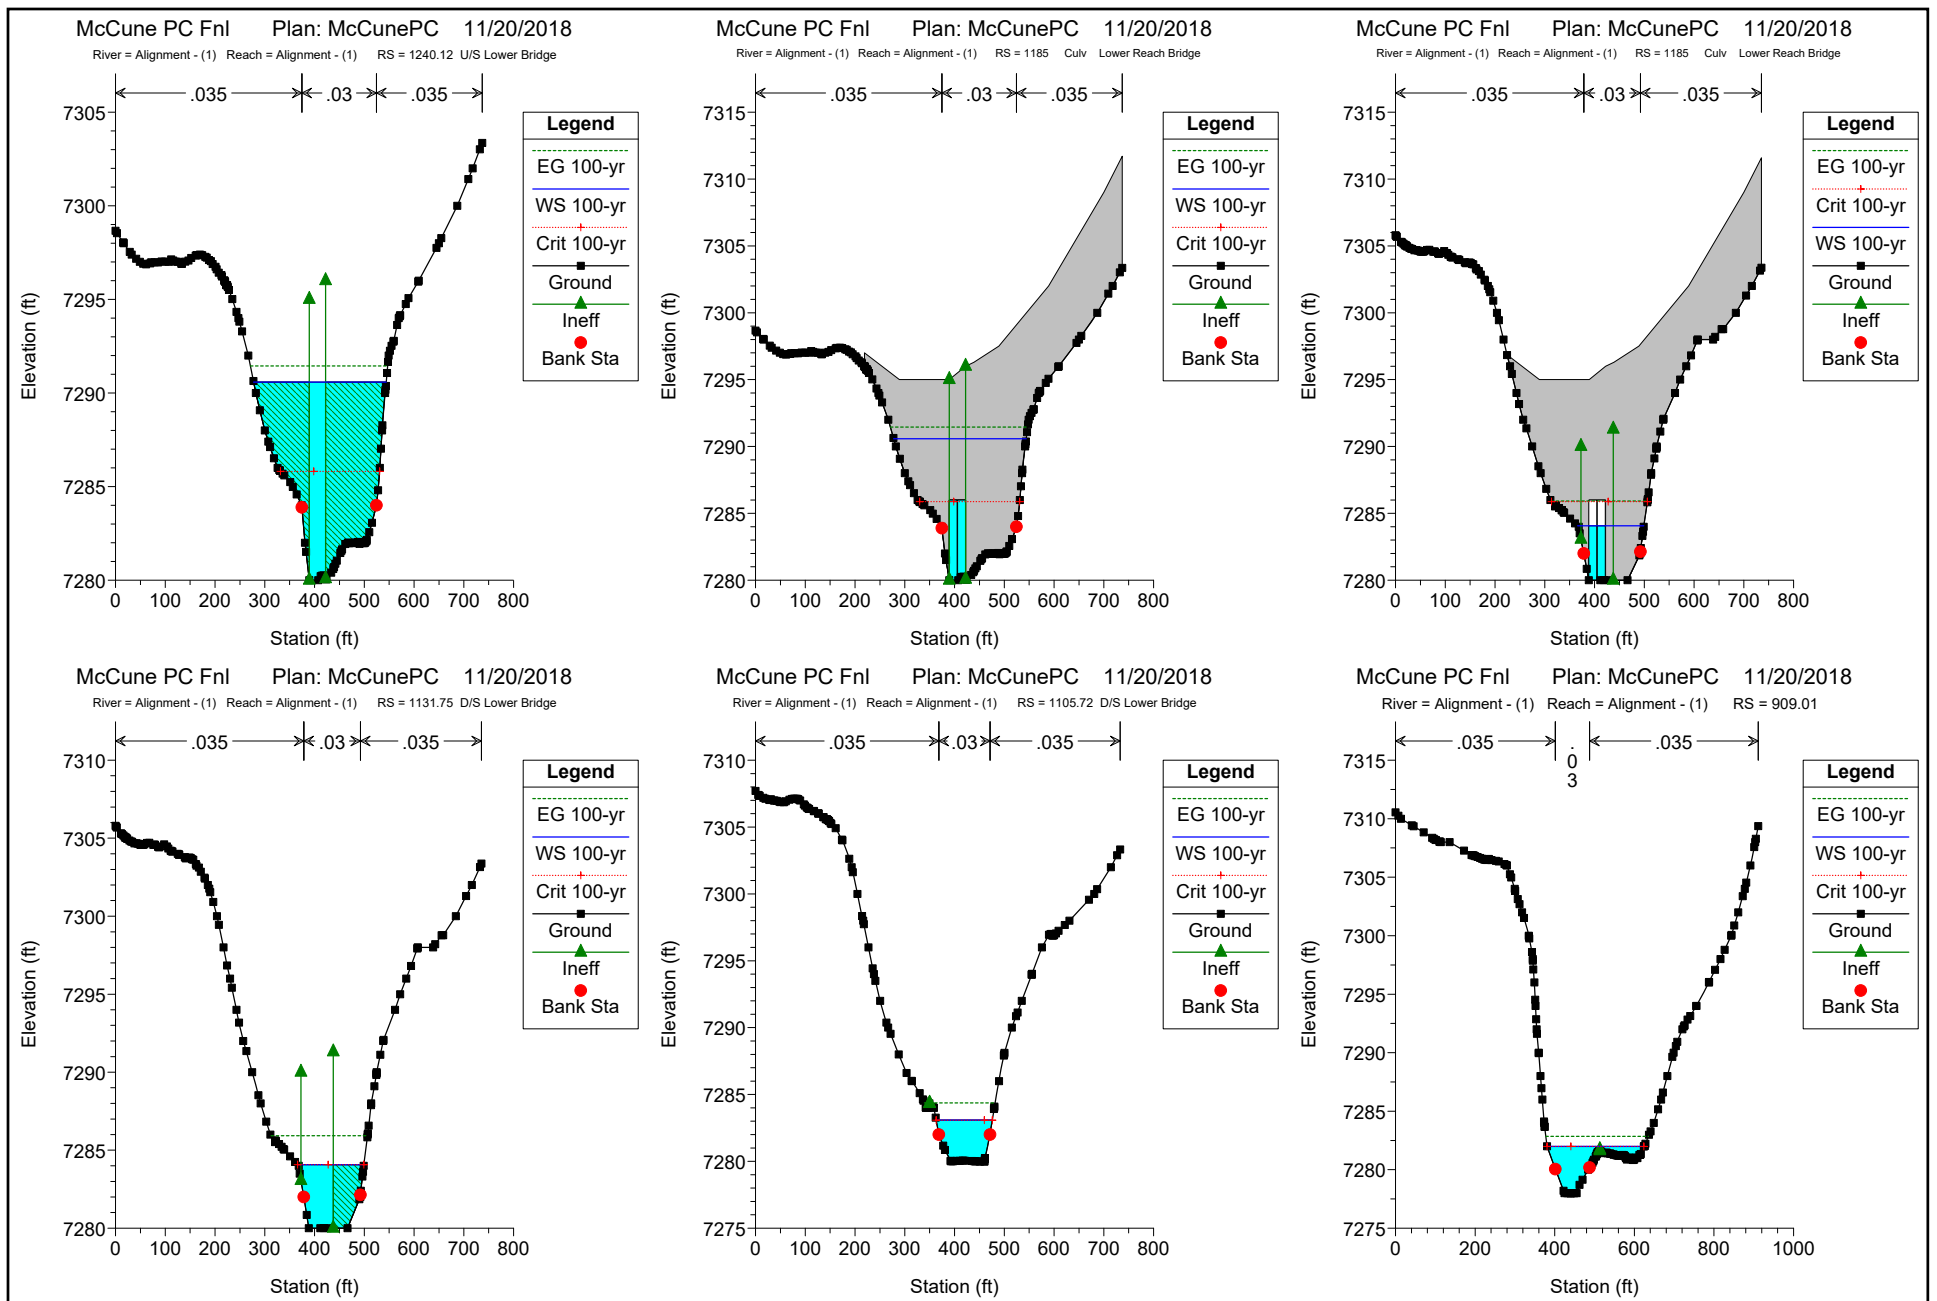 McCune PC Fnl Plan: McCunePC 11/20/2018
River = Alignment - (1) Reach = Alignment - (1) RS = 1240.12 U/S Lower Bridge
.035 .03 .035
7305
7300
7295
7290
7285
7280
Elevation (ft)
0 100 200 300 400 500 600 700 800
Station (ft)
Legend
EG 100-yr
WS 100-yr
Crit 100-yr
Ground
Ineff
Bank Sta
McCune PC Fnl Plan: McCunePC 11/20/2018
River = Alignment - (1) Reach = Alignment - (1) RS = 1185 Culv Lower Reach Bridge
.035 .03 .035
7315
7310
7305
7300
7295
7290
7285
7280
Elevation (ft)
0 100 200 300 400 500 600 700 800
Station (ft)
Legend
EG 100-yr
WS 100-yr
Crit 100-yr
Ground
Ineff
Bank Sta
McCune PC Fnl Plan: McCunePC 11/20/2018
River = Alignment - (1) Reach = Alignment - (1) RS = 1185 Culv Lower Reach Bridge
.035 .03 .035
7315
7310
7305
7300
7295
7290
7285
7280
Elevation (ft)
0 100 200 300 400 500 600 700 800
Station (ft)
Legend
EG 100-yr
Crit 100-yr
WS 100-yr
Ground
Ineff
Bank Sta
McCune PC Fnl Plan: McCunePC 11/20/2018
River = Alignment - (1) Reach = Alignment - (1) RS = 1131.75 D/S Lower Bridge
.035 .03 .035
7310
7305
7300
7295
7290
7285
7280
Elevation (ft)
0 100 200 300 400 500 600 700 800
Station (ft)
Legend
EG 100-yr
WS 100-yr
Crit 100-yr
Ground
Ineff
Bank Sta
McCune PC Fnl Plan: McCunePC 11/20/2018
River = Alignment - (1) Reach = Alignment - (1) RS = 1105.72 D/S Lower Bridge
.035 .03 .035
7310
7305
7300
7295
7290
7285
7280
7275
Elevation (ft)
0 100 200 300 400 500 600 700 800
Station (ft)
Legend
EG 100-yr
WS 100-yr
Crit 100-yr
Ground
Ineff
Bank Sta
McCune PC Fnl Plan: McCunePC 11/20/2018
River = Alignment - (1) Reach = Alignment - (1) RS = 909.01
.035 .03 .035
7315
7310
7305
7300
7295
7290
7285
7280
7275
Elevation (ft)
0 200 400 600 800 1000
Station (ft)
Legend
EG 100-yr
WS 100-yr
Crit 100-yr
Ground
Ineff
Bank Sta